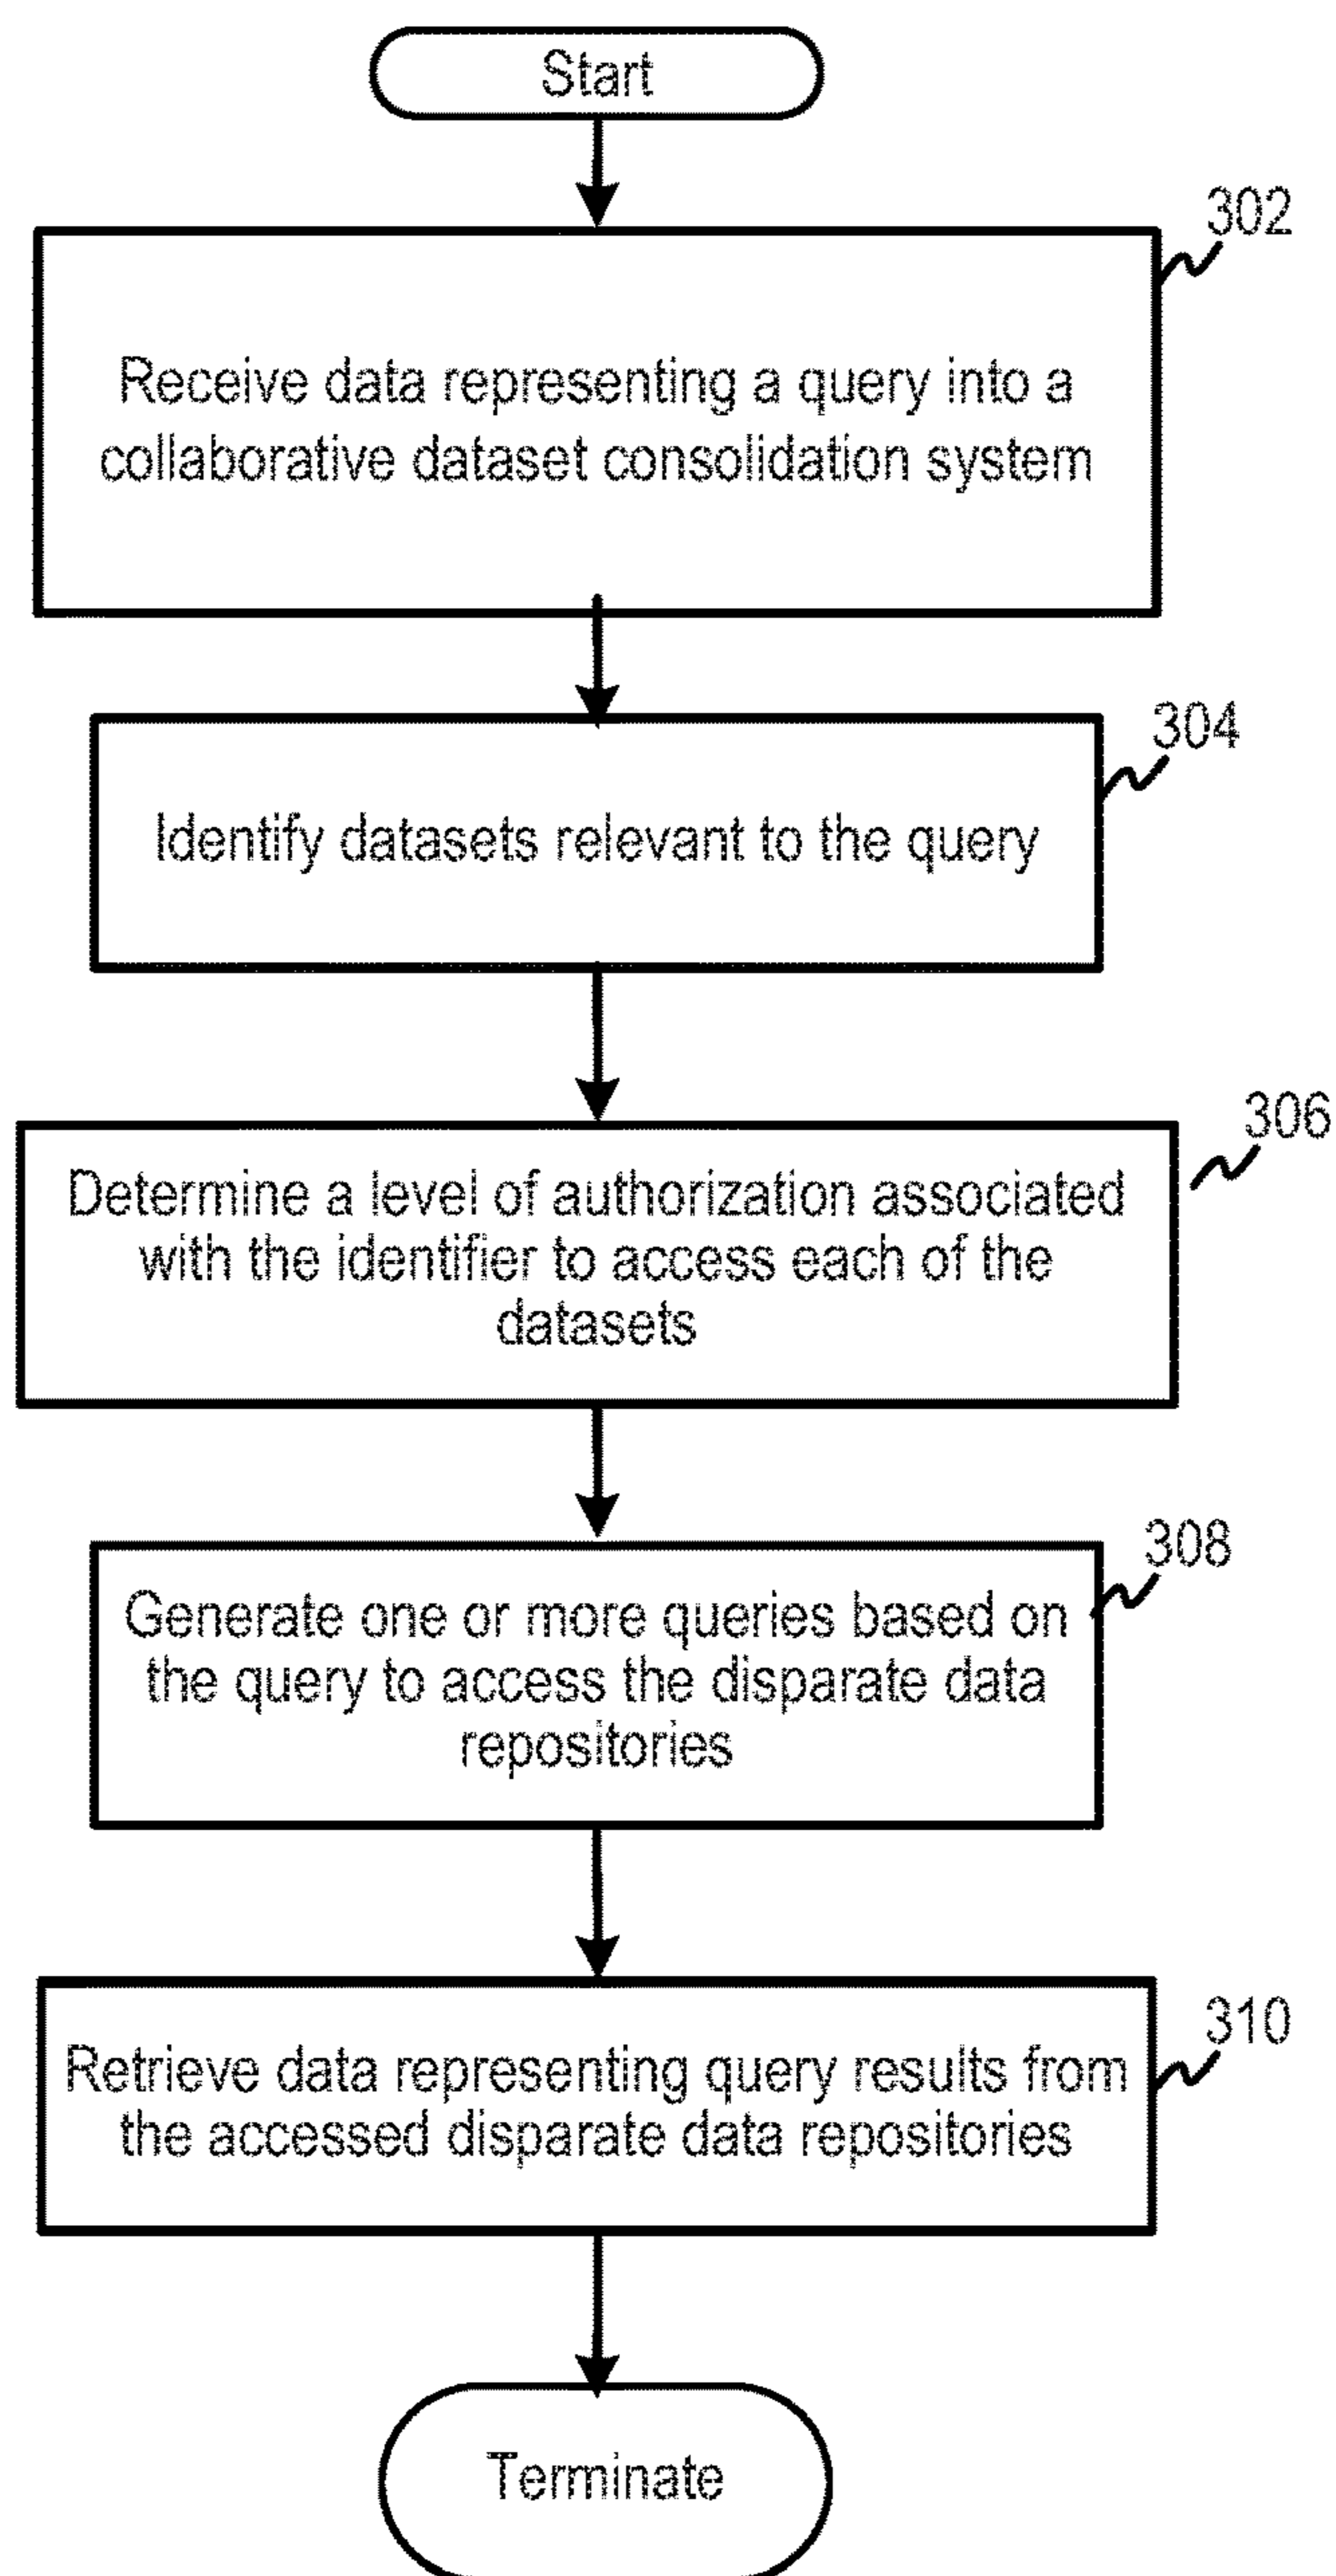 Start
302
Receive data representing a query into a
collaborative dataset consolidation system
304
Identify datasets relevant to the query
306
Determine a level of authorization associated
with the identifier to access each of the
datasets
308
Generate one or more queries based on
the query to access the disparate data
repositories
310
Retrieve data representing query results from
the accessed disparate data repositories
Terminate